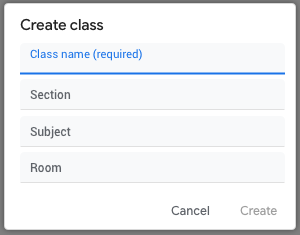 Create class
Class name (required)
Section
Subject
Room
Cancel Create